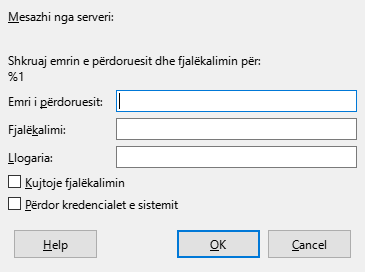 Mesazhi nga serveri:
Shkruaj emrin e përdoruesit dhe fjalëkalimin për:
%1
Emri i përdoruesit:
Fjalëkalimi:
Llogaria:
Kujtoje fjalëkalimin
Përdor kredencialet e sistemit
Help OK Cancel